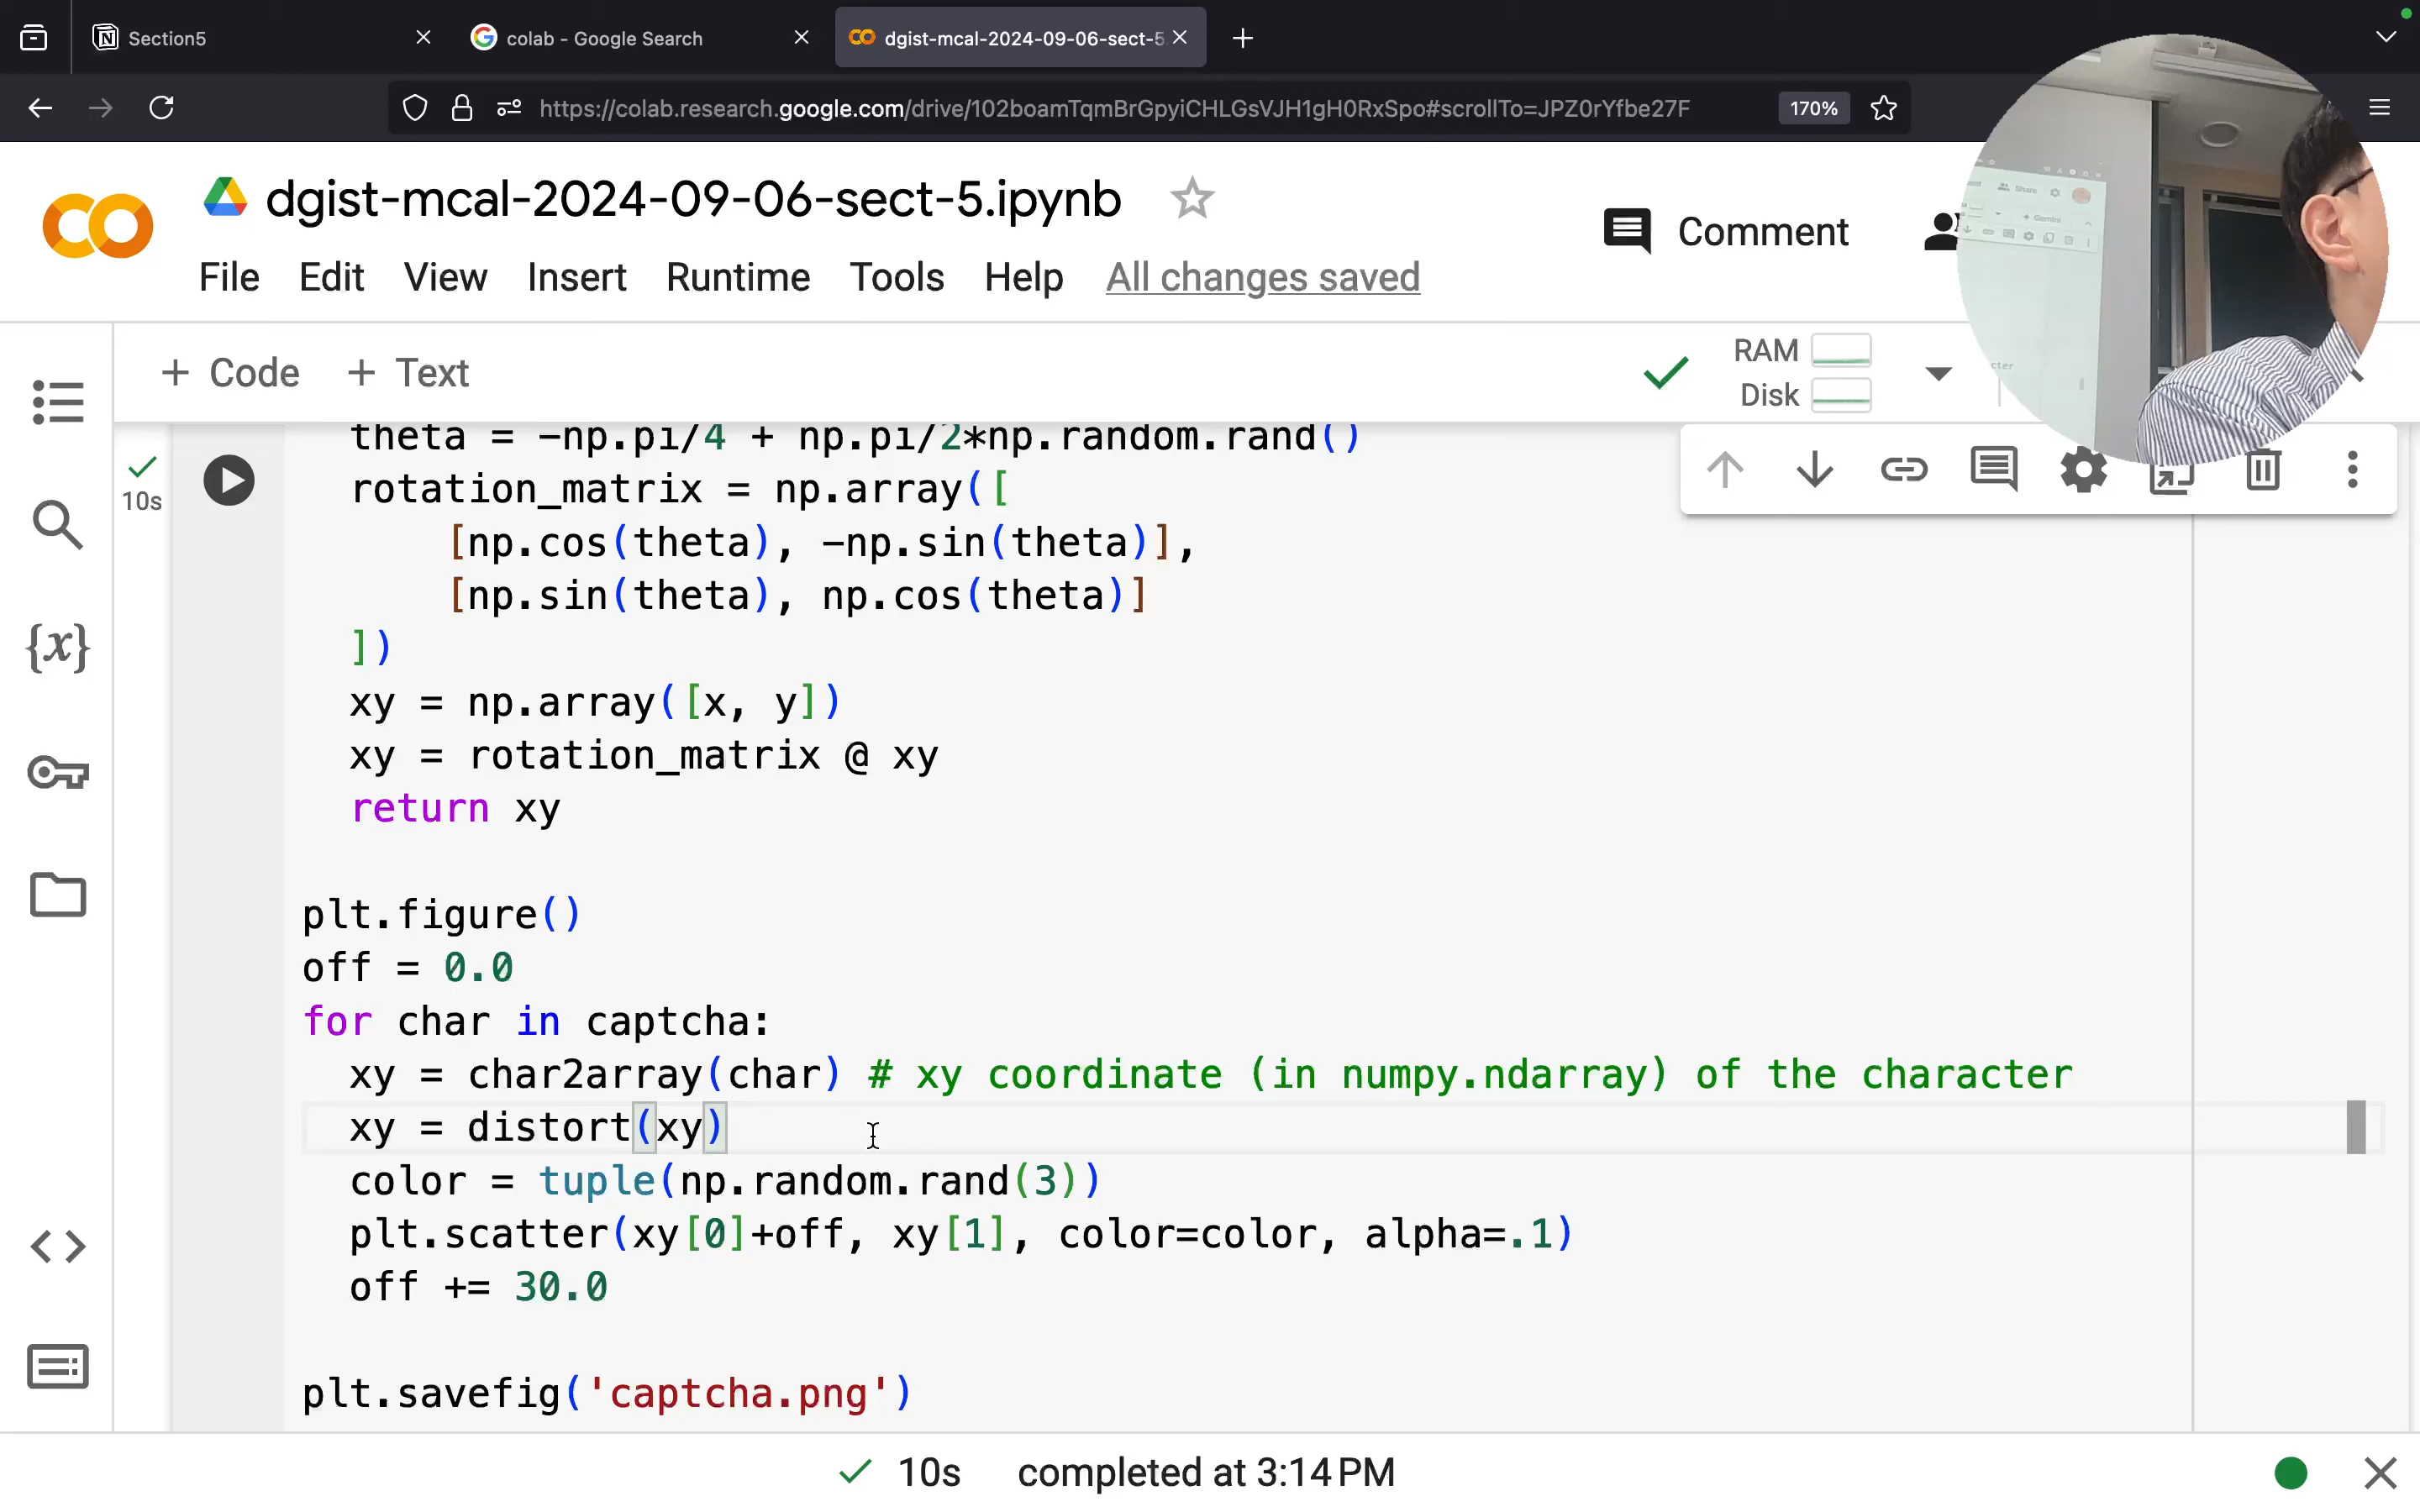 Section5
colab - Google Search
dgist-mcal-2024-09-06-sect-5
https://colab.research.google.com/drive/102boamTqmBrGpyiCHLGsVJH1gH0RxSpo#scrollTo=JPZ0rYfbe27F
170%
dgist-mcal-2024-09-06-sect-5.ipynb
Comment
File Edit View Insert Runtime Tools Help All changes saved
+ Code + Text
RAM
Disk
10s
theta = -np.pi/4 + np.pi/2*np.random.rand()
rotation_matrix = np.array([
[np.cos(theta), -np.sin(theta)],
[np.sin(theta), np.cos(theta)]
])
xy = np.array([x, y])
xy = rotation_matrix @ xy
return xy
plt.figure()
off = 0.0
for char in captcha:
xy = char2array(char) # xy coordinate (in numpy.ndarray) of the character
xy = distort(xy)
color = tuple(np.random.rand(3))
plt.scatter(xy[0]+off, xy[1], color=color, alpha=.1)
off += 30.0
plt.savefig('captcha.png')
{x}
10s completed at 3:14 PM